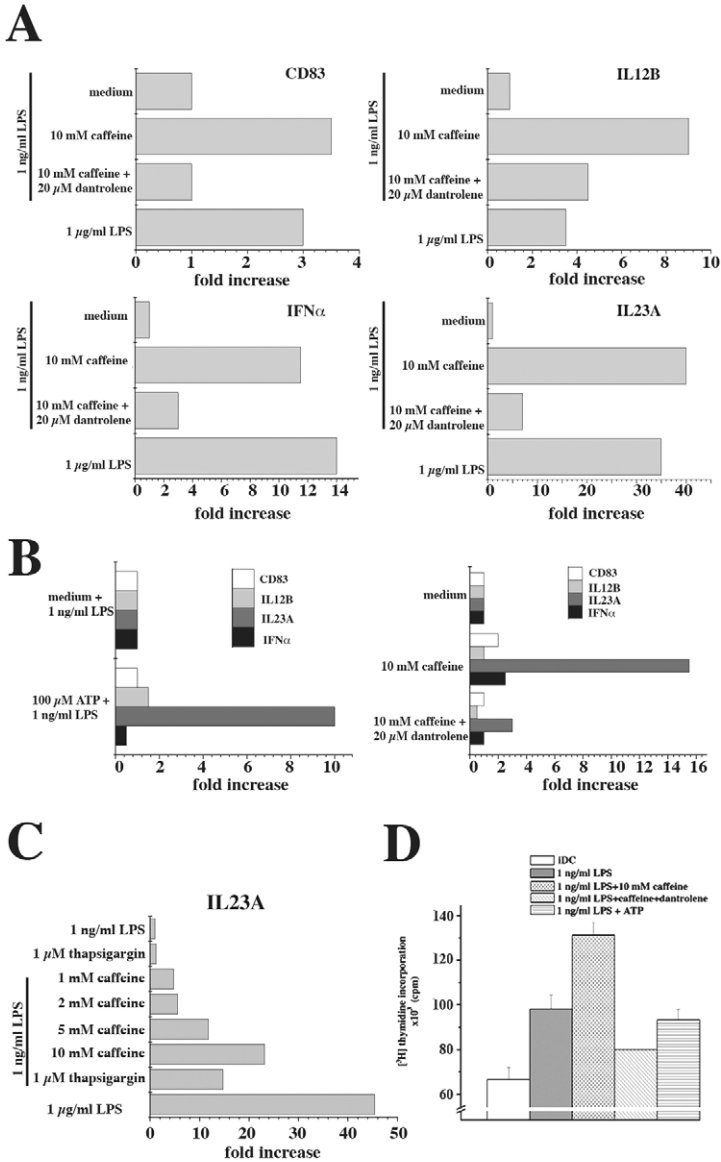 A
CD83
1 ng/ml LPS
medium
10 mM caffeine
10 mM caffeine +
20 µM dantrolene
1 µg/ml LPS
0 1 2 3 4
fold increase
IL12B
1 ng/ml LPS
medium
10 mM caffeine
10 mM caffeine +
20 µM dantrolene
1 µg/ml LPS
0 2 4 6 8 10
fold increase
IFNα
1 ng/ml LPS
medium
10 mM caffeine
10 mM caffeine +
20 µM dantrolene
1 µg/ml LPS
0 2 4 6 8 10 12 14
fold increase
IL23A
1 ng/ml LPS
medium
10 mM caffeine
10 mM caffeine +
20 µM dantrolene
1 µg/ml LPS
0 10 20 30 40
fold increase
B
CD83
IL12B
IL23A
IFNα
medium +
1 ng/ml LPS
100 µM ATP +
1 ng/ml LPS
0 2 4 6 8 10
fold increase
CD83
IL12B
IL23A
IFNα
medium
10 mM caffeine
10 mM caffeine +
20 µM dantrolene
0 2 4 6 8 10 12 14 16
fold increase
C
IL23A
1 ng/ml LPS
1 µM thapsigargin
1 ng/ml LPS
1 mM caffeine
2 mM caffeine
5 mM caffeine
10 mM caffeine
1 µM thapsigargin
1 µg/ml LPS
0 10 20 30 40 50
fold increase
D
iDC
1 ng/ml LPS
1 ng/ml LPS+10 mM caffeine
1 ng/ml LPS+caffeine+dantrolene
1 ng/ml LPS + ATP
[³H] thymidine incorporation
x10³ (cpm)
140
120
100
80
60